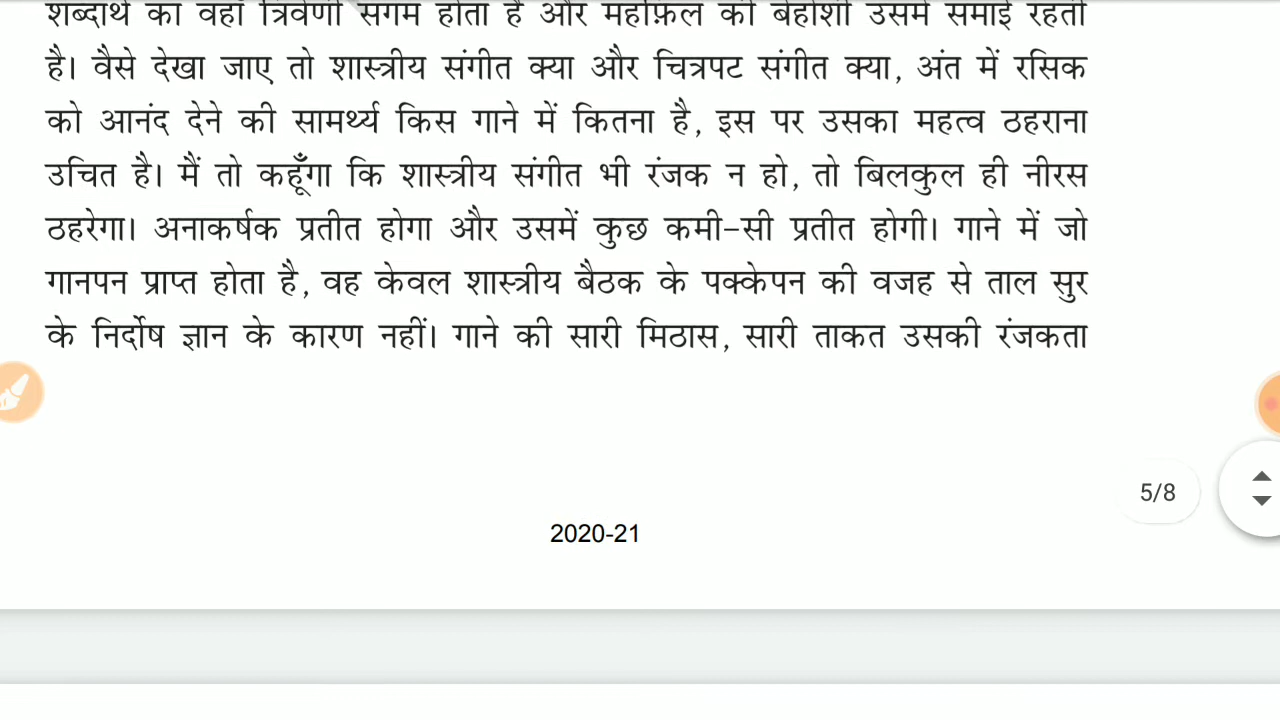 शब्दार्थ का वहाँ त्रिवेणी संगम होता है और महफ़िल की बेहोशी उसमें समाई रहती
है। वैसे देखा जाए तो शास्त्रीय संगीत क्या और चित्रपट संगीत क्या, अंत में रसिक
को आनंद देने की सामर्थ्य किस गाने में कितना है, इस पर उसका महत्व ठहराना
उचित है। मैं तो कहूँगा कि शास्त्रीय संगीत भी रंजक न हो, तो बिलकुल ही नीरस
ठहरेगा। अनाकर्षक प्रतीत होगा और उसमें कुछ कमी-सी प्रतीत होगी। गाने में जो
गानपन प्राप्त होता है, वह केवल शास्त्रीय बैठक के पक्केपन की वजह से ताल सुर
के निर्दोष ज्ञान के कारण नहीं। गाने की सारी मिठास, सारी ताकत उसकी रंजकता
5/8
2020-21